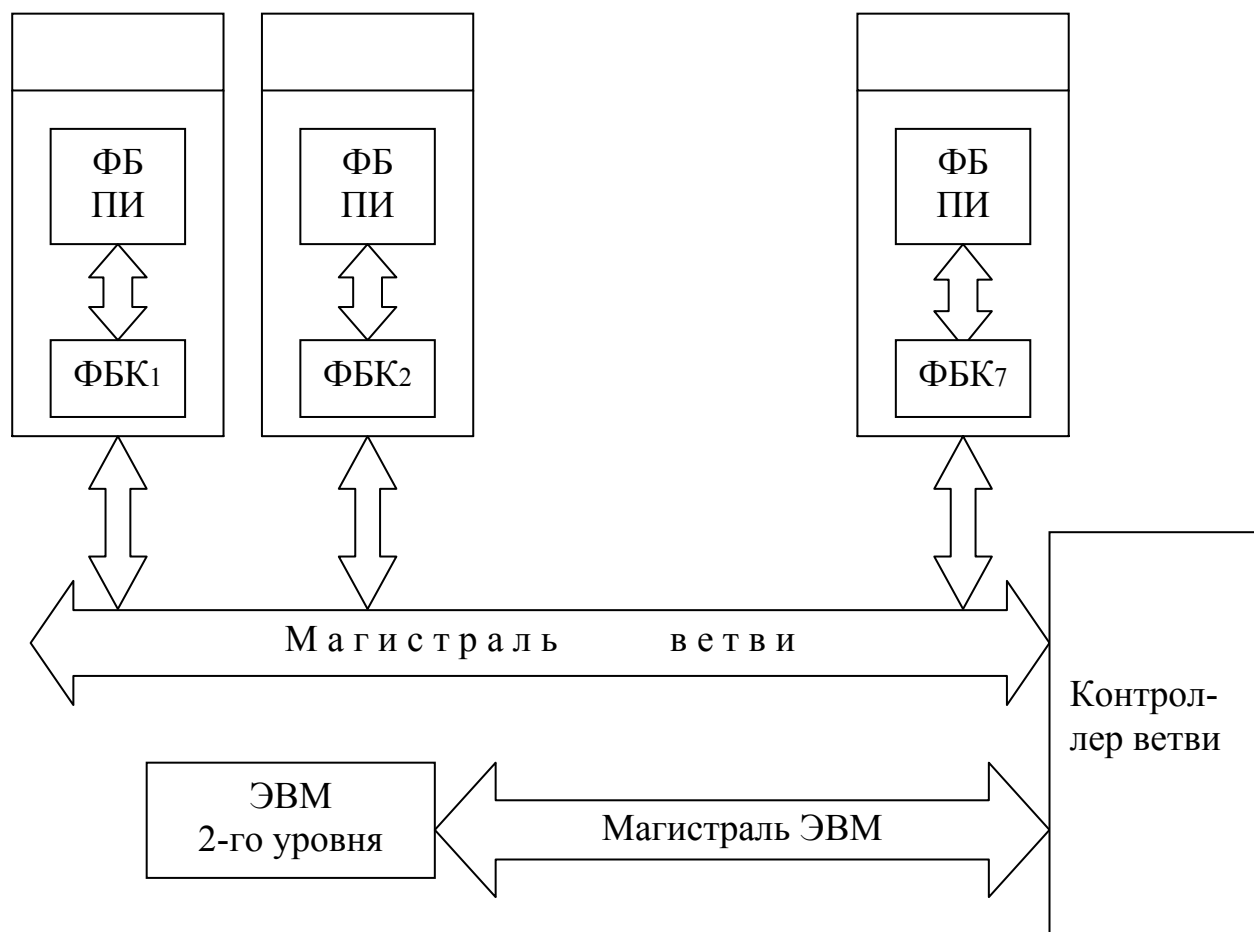 ФБ
ПИ
ФБ
ПИ
ФБ
ПИ
ФБК1
ФБК2
ФБК7
Магистраль ветви
Контрол-
лер ветви
ЭВМ
2-го уровня
Магистраль ЭВМ